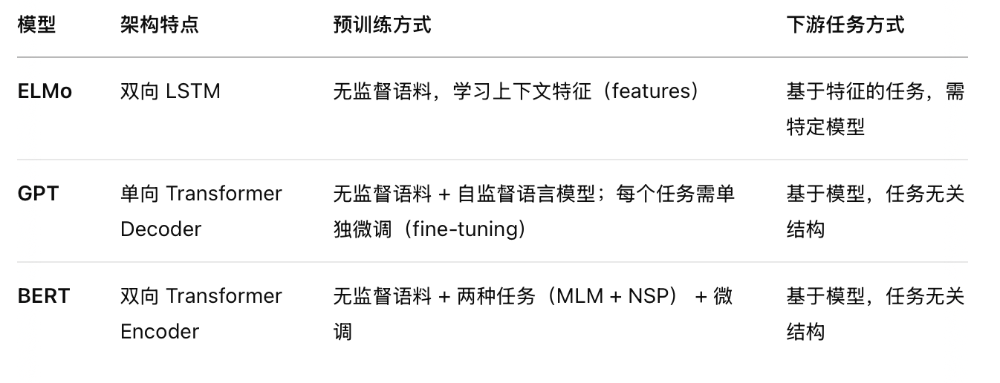 模型 架构特点 预训练方式 下游任务方式
ELMo 双向 LSTM 无监督语料，学习上下文特征（features） 基于特征的任务，需
特定模型
GPT 单向 Transformer 无监督语料 + 自监督语言模型；每个任务需单 基于模型，任务无关
Decoder 独微调（fine-tuning） 结构
BERT 双向 Transformer 无监督语料 + 两种任务（MLM + NSP） + 微 基于模型，任务无关
Encoder 调 结构